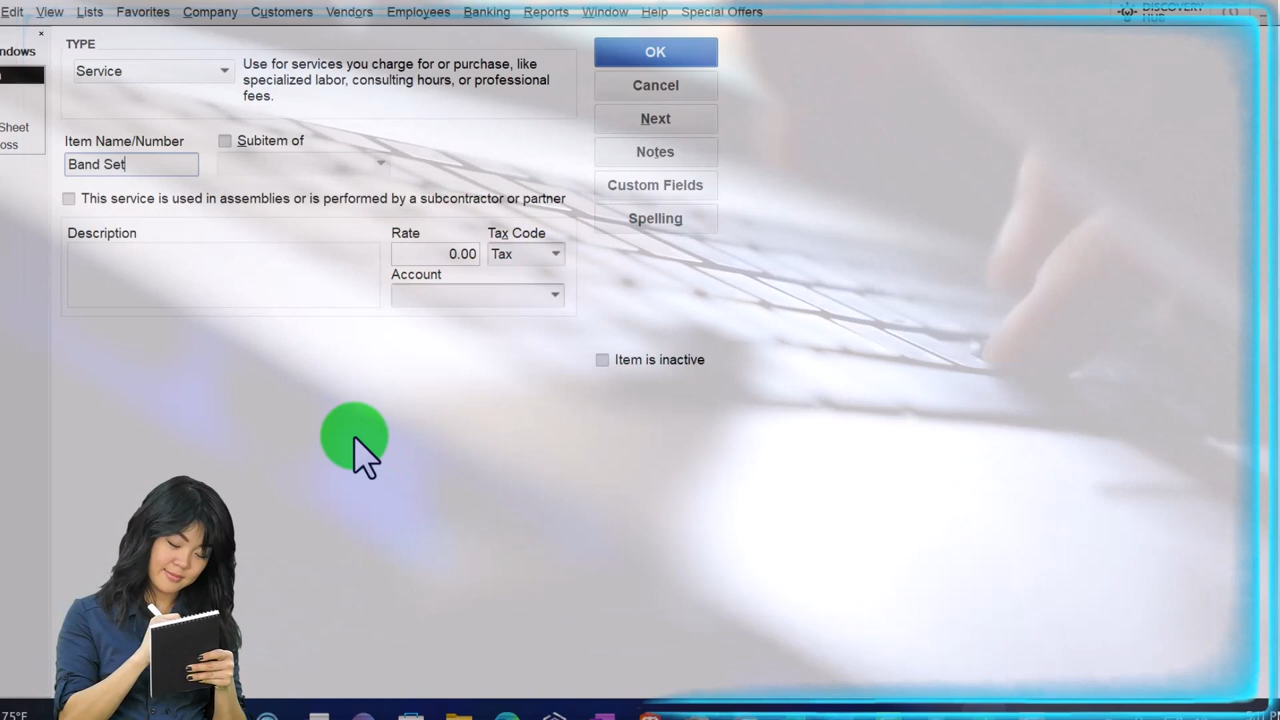 Edit View Lists Favorites Company Customers Vendors Employees Banking Reports Window Help Special Offers
DISCOVERY
HUB
TYPE
Service
Use for services you charge for or purchase, like
specialized labor, consulting hours, or professional
fees.
OK
Cancel
Next
Notes
Custom Fields
Spelling
Sheet
Item Name/Number
Subitem of
Band Set
This service is used in assemblies or is performed by a subcontractor or partner
Description
Rate
Tax Code
0.00
Tax
Account
Item is inactive
75°F